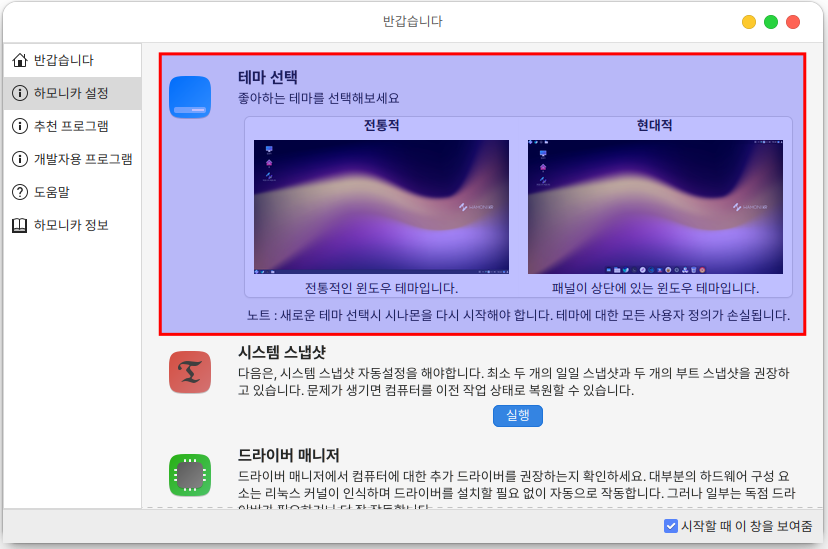 반갑습니다
반갑습니다
하모니카 설정
추천 프로그램
개발자용 프로그램
도움말
하모니카 정보
테마 선택
좋아하는 테마를 선택해보세요
전통적
현대적
전통적인 윈도우 테마입니다.
패널이 상단에 있는 윈도우 테마입니다.
노트 : 새로운 테마 선택시 시나몬을 다시 시작해야 합니다. 테마에 대한 모든 사용자 정의가 손실됩니다.
시스템 스냅샷
다음은, 시스템 스냅샷 자동설정을 해야합니다. 최소 두 개의 일일 스냅샷과 두 개의 부트 스냅샷을 권장하
고 있습니다. 문제가 생기면 컴퓨터를 이전 작업 상태로 복원할 수 있습니다.
실행
드라이버 매니저
드라이버 매니저에서 컴퓨터에 대한 추가 드라이버를 권장하는지 확인하세요. 대부분의 하드웨어 구성 요
소는 리눅스 커널이 인식하며 드라이버를 설치할 필요 없이 자동으로 작동합니다. 그러나 일부는 독점 드라
이버가 필요하거나 더 잘 작동합니다.
시작할 때 이 창을 보여줌